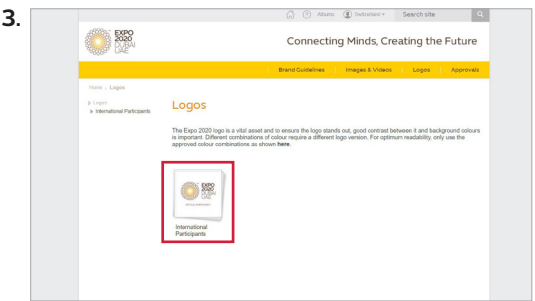 3.
Albums Switzerland Search site
EXPO
2020
DUBAI
UAE
Connecting Minds, Creating the Future
Brand Guidelines Images & Videos Logos Approvals
Home Logos
Logos
International Participants
Logos
The Expo 2020 logo is a vital asset and to ensure the logo stands out, good contrast between it and background colours
is important. Different combinations of colour require a different logo version. For optimum readability, only use the
approved colour combinations as shown here.
EXPO
2020
DUBAI
UAE
International
Participants